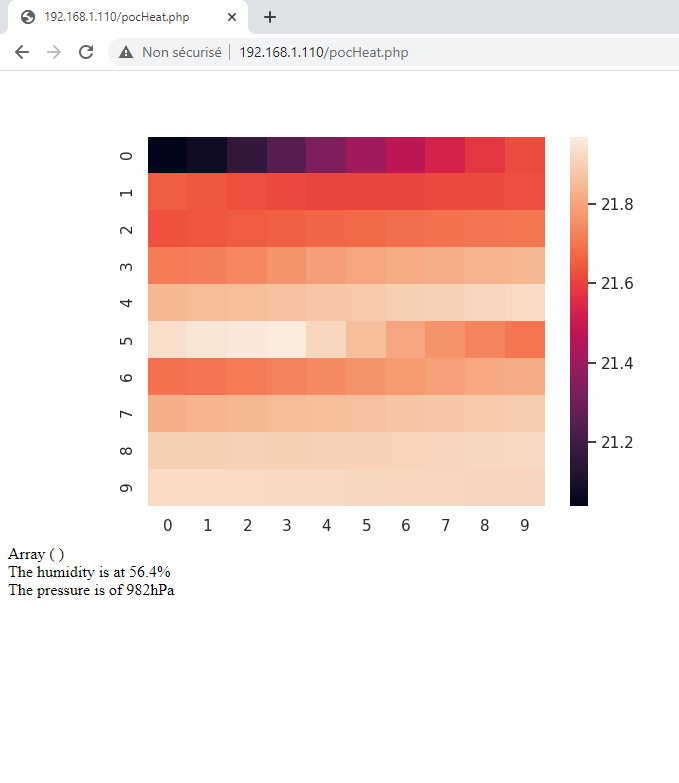 192.168.1.110/pocHeat.php
Non sécurisé | 192.168.1.110/pocHeat.php
0
1
2
3
4
5
6
7
8
9
0 1 2 3 4 5 6 7 8 9
21.8
21.6
21.4
21.2
Array ( )
The humidity is at 56.4%
The pressure is of 982hPa